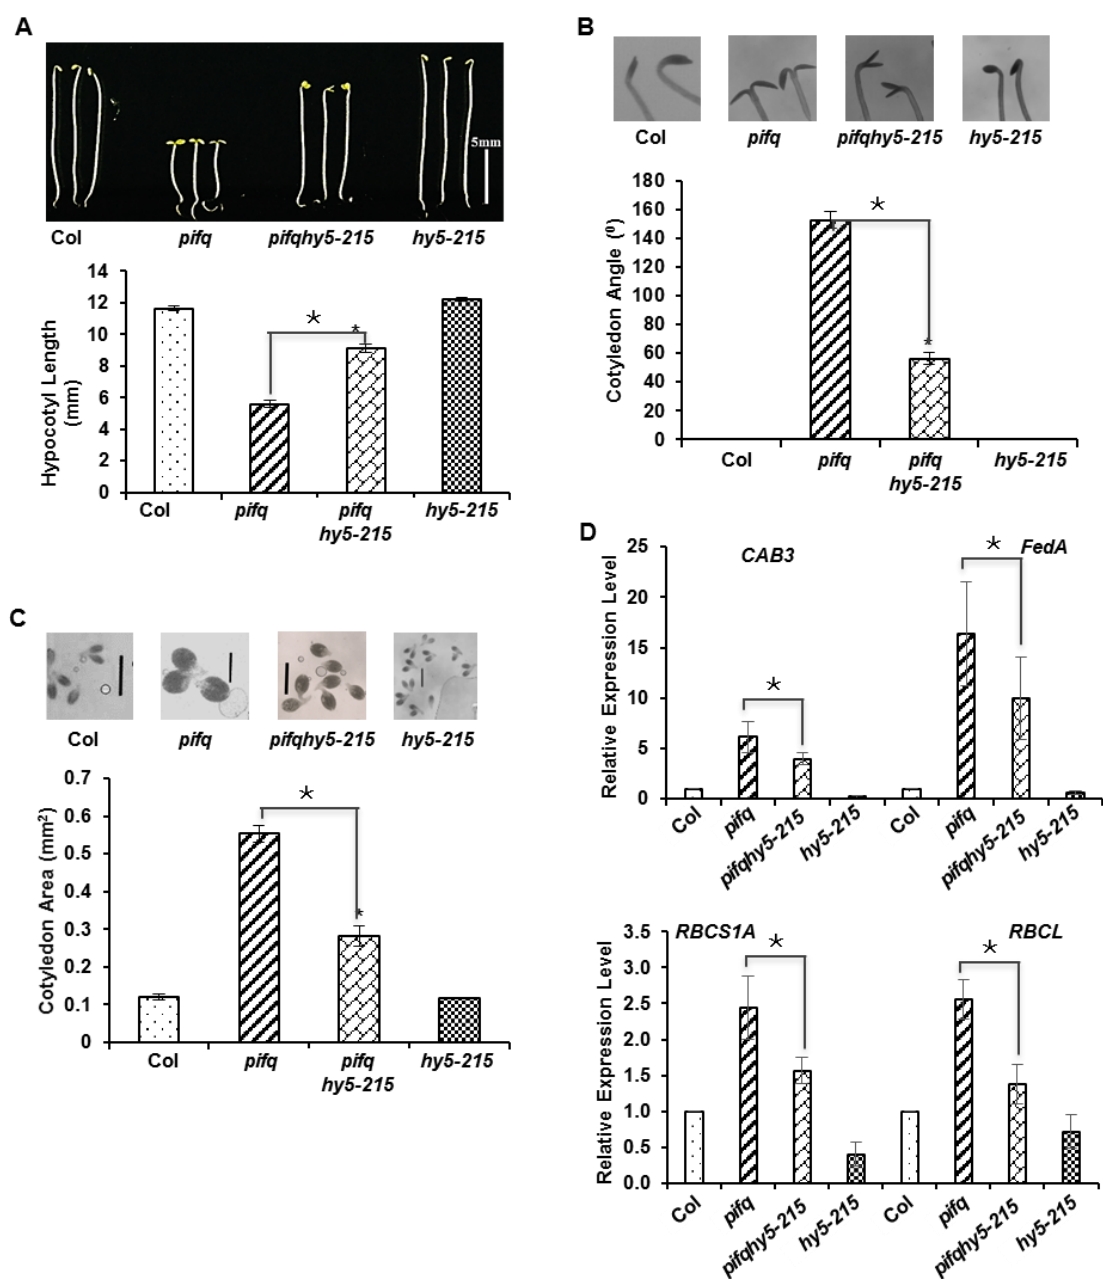 A
5mm
Col pifq pifqhy5-215 hy5-215
Hypocotyl Length
(mm)
14
12
10
8
6
4
2
0
*
*
Col pifq pifq hy5-215
hy5-215
B
Col pifq pifqhy5-215 hy5-215
Cotyledon Angle (⁰)
180
160
140
120
100
80
60
40
20
0
*
*
Col pifq pifq hy5-215
hy5-215
C
Col pifq pifqhy5-215 hy5-215
Cotyledon Area (mm²)
0.7
0.6
0.5
0.4
0.3
0.2
0.1
0
*
*
Col pifq pifq hy5-215
hy5-215
D
Relative Expression Level
25
20
15
10
5
0
CAB3 FedA
*
*
Col pifq pifqhy5-215 hy5-215 Col pifq pifqhy5-215 hy5-215
Relative Expression Level
3.5
3.0
2.5
2.0
1.5
1.0
0.5
0.0
RBCS1A RBCL
*
*
Col pifq pifqhy5-215 hy5-215 Col pifq pifqhy5-215 hy5-215